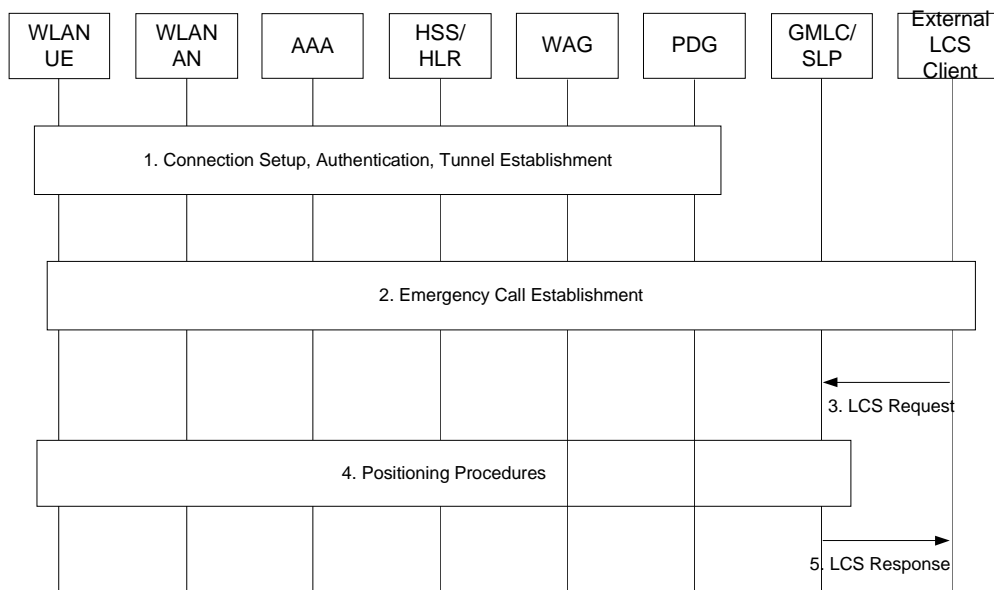 WLAN
UE
WLAN
AN
AAA
HSS/
HLR
WAG
PDG
GMLC/
SLP
External
LCS
Client
1. Connection Setup, Authentication, Tunnel Establishment
2. Emergency Call Establishment
3. LCS Request
4. Positioning Procedures
5. LCS Response